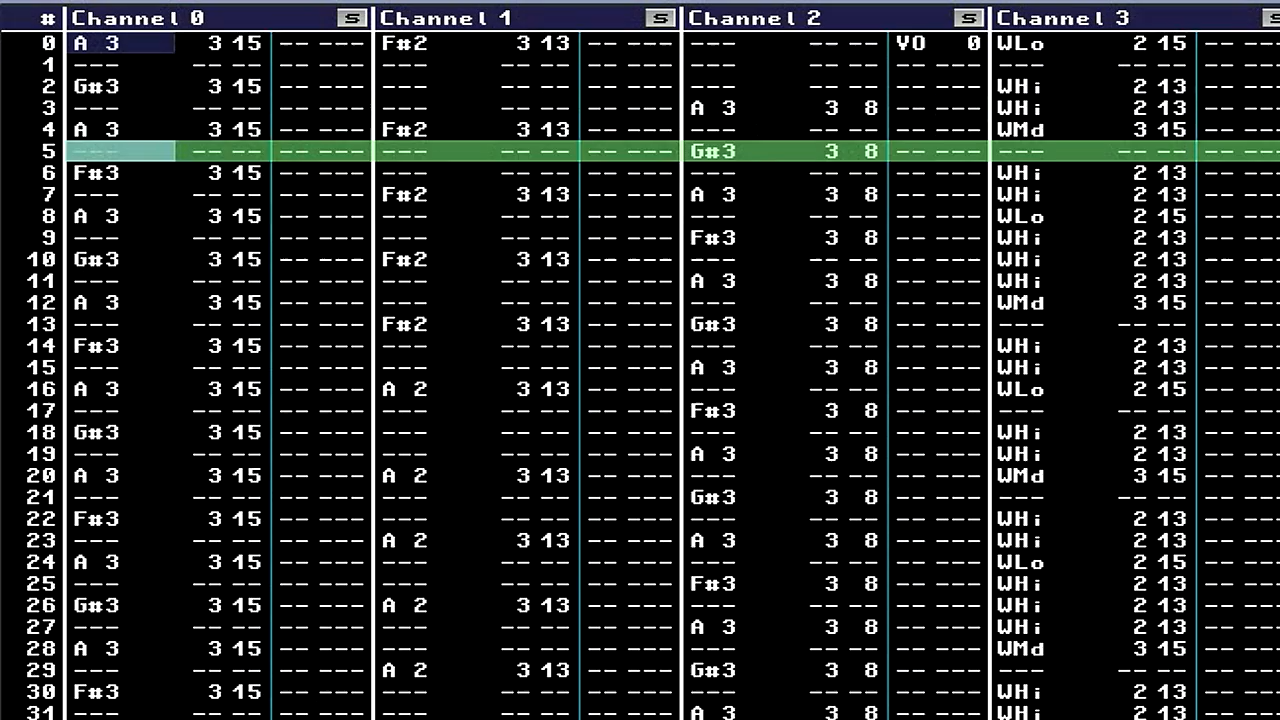 # Channel 0 S Channel 1 S Channel 2 S Channel 3 S
0 A 3 3 15 -- --- F#2 3 13 -- --- --- -- -- VO 0 WLo 2 15 -- --
1 --- -- -- -- --- --- -- -- -- --- --- -- -- -- --- --- -- -- -- --
2 G#3 3 15 -- --- --- -- -- -- --- --- -- -- -- --- WHi 2 13 -- --
3 --- -- -- -- --- --- -- -- -- --- A 3 3 8 -- --- WHi 2 13 -- --
4 A 3 3 15 -- --- F#2 3 13 -- --- --- -- -- -- --- WMd 3 15 -- --
5 --- -- -- -- --- --- -- -- -- --- G#3 3 8 -- --- --- -- -- -- --
6 F#3 3 15 -- --- --- -- -- -- --- --- -- -- -- --- WHi 2 13 -- --
7 --- -- -- -- --- F#2 3 13 -- --- A 3 3 8 -- --- WHi 2 13 -- --
8 A 3 3 15 -- --- --- -- -- -- --- --- -- -- -- --- WLo 2 15 -- --
9 --- -- -- -- --- --- -- -- -- --- F#3 3 8 -- --- WHi 2 13 -- --
10 G#3 3 15 -- --- F#2 3 13 -- --- --- -- -- -- --- WHi 2 13 -- --
11 --- -- -- -- --- --- -- -- -- --- A 3 3 8 -- --- WHi 2 13 -- --
12 A 3 3 15 -- --- --- -- -- -- --- --- -- -- -- --- WMd 3 15 -- --
13 --- -- -- -- --- F#2 3 13 -- --- G#3 3 8 -- --- --- -- -- -- --
14 F#3 3 15 -- --- --- -- -- -- --- --- -- -- -- --- WHi 2 13 -- --
15 --- -- -- -- --- --- -- -- -- --- A 3 3 8 -- --- WHi 2 13 -- --
16 A 3 3 15 -- --- A 2 3 13 -- --- --- -- -- -- --- WLo 2 15 -- --
17 --- -- -- -- --- --- -- -- -- --- F#3 3 8 -- --- --- -- -- -- --
18 G#3 3 15 -- --- --- -- -- -- --- --- -- -- -- --- WHi 2 13 -- --
19 --- -- -- -- --- --- -- -- -- --- A 3 3 8 -- --- WHi 2 13 -- --
20 A 3 3 15 -- --- A 2 3 13 -- --- --- -- -- -- --- WMd 3 15 -- --
21 --- -- -- -- --- --- -- -- -- --- G#3 3 8 -- --- --- -- -- -- --
22 F#3 3 15 -- --- --- -- -- -- --- --- -- -- -- --- WHi 2 13 -- --
23 --- -- -- -- --- A 2 3 13 -- --- A 3 3 8 -- --- WHi 2 13 -- --
24 A 3 3 15 -- --- --- -- -- -- --- --- -- -- -- --- WLo 2 15 -- --
25 --- -- -- -- --- --- -- -- -- --- F#3 3 8 -- --- WHi 2 13 -- --
26 G#3 3 15 -- --- A 2 3 13 -- --- --- -- -- -- --- WHi 2 13 -- --
27 --- -- -- -- --- --- -- -- -- --- A 3 3 8 -- --- WHi 2 13 -- --
28 A 3 3 15 -- --- --- -- -- -- --- --- -- -- -- --- WMd 3 15 -- --
29 --- -- -- -- --- A 2 3 13 -- --- G#3 3 8 -- --- --- -- -- -- --
30 F#3 3 15 -- --- --- -- -- -- --- --- -- -- -- --- WHi 2 13 -- --
31 --- -- -- -- --- --- -- -- -- --- A 3 3 8 -- --- WHi 2 13 -- --